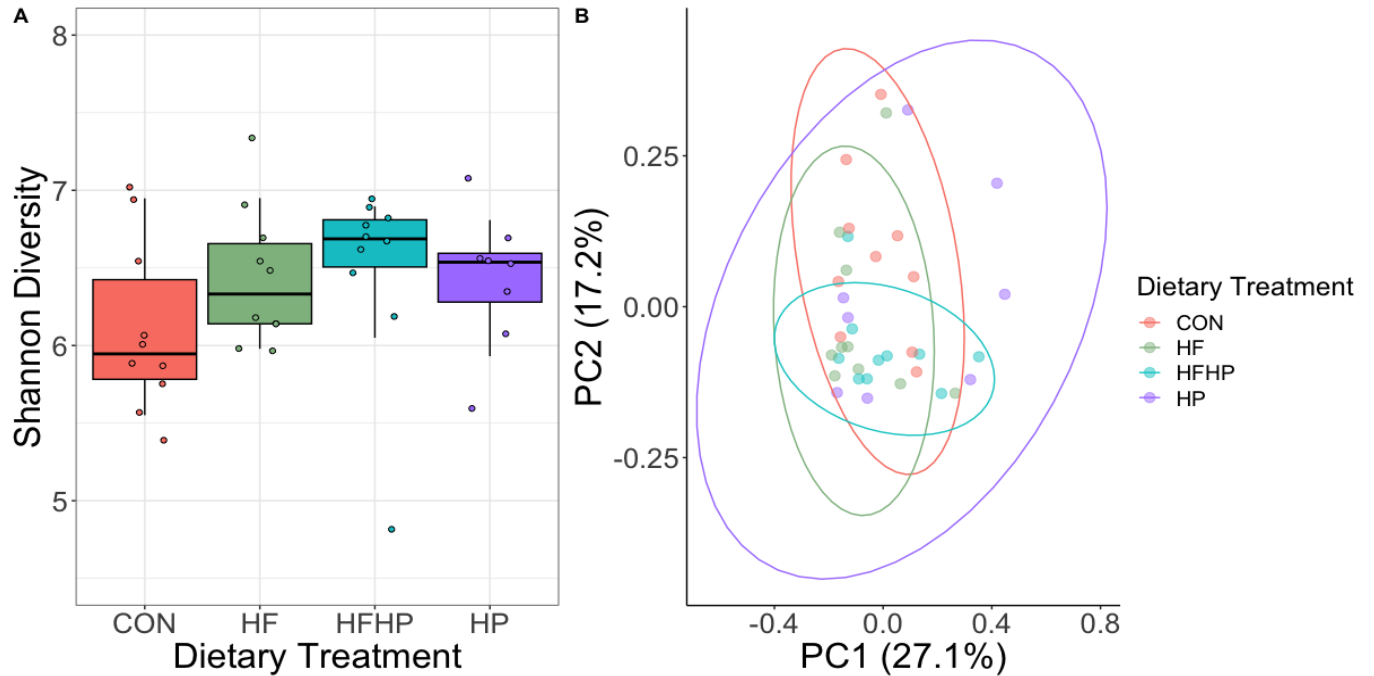 A
Shannon Diversity
8
7
6
5
CON HF HFHP HP
Dietary Treatment
B
PC2 (17.2%)
0.25
0.00
-0.25
-0.4 0.0 0.4 0.8
PC1 (27.1%)
Dietary Treatment
CON
HF
HFHP
HP